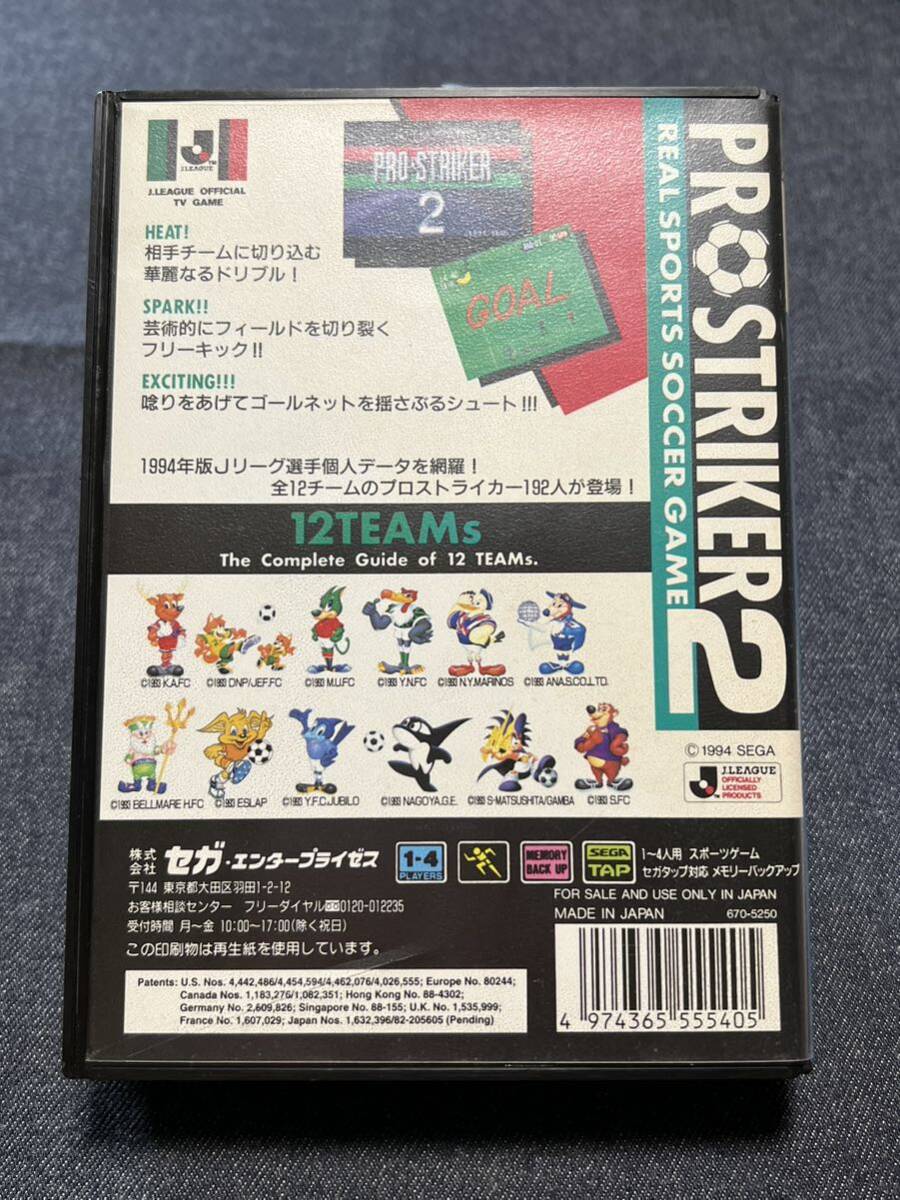 J
J.LEAGUE
TM
J.LEAGUE OFFICIAL
TV GAME
PRO・STRIKER
2
GOAL
HEAT!
相手チームに切り込む
華麗なるドリブル!
SPARK!!
芸術的にフィールドを切り裂く
フリーキック!!
EXCITING!!!
唸りをあげてゴールネットを揺さぶるシュート!!!
1994年版Jリーグ選手個人データを網羅!
全12チームのプロストライカー192人が登場!
12TEAMs
The Complete Guide of 12 TEAMs.
©1993 K.A.FC ©1993 DNP/JEF.FC ©1993 M.U.FC ©1993 Y.N.FC ©1993 N.Y.MARINOS ©1993 ANA.S.CO.LTD.
©1993 BELLMARE H.FC ©1993 ESLAP ©1993 Y.F.C.JUBILO ©1993 NAGOYA.G.E. ©1993 S-MATSUSHITA/GAMBA ©1993 S.FC
PRO STRIKER 2
REAL SPORTS SOCCER GAME
© 1994 SEGA
J.LEAGUE
OFFICIALLY
LICENSED
PRODUCTS
株式会社 セガ・エンタープライゼス
〒144 東京都大田区羽田1-2-12
お客様相談センター フリーダイヤル0120-012235
受付時間 月〜金 10:00〜17:00(除く祝日)
この印刷物は再生紙を使用しています。
1-4
PLAYERS
MEMORY
BACK UP
SEGA
TAP
1〜4人用 スポーツゲーム
セガタップ対応 メモリーバックアップ
FOR SALE AND USE ONLY IN JAPAN
MADE IN JAPAN 670-5250
Patents: U.S. Nos. 4,442,486/4,454,594/4,462,076/4,026,555; Europe No. 80244;
Canada Nos. 1,183,276/1,082,351; Hong Kong No. 88-4302;
Germany No. 2,609,826; Singapore No. 88-155; U.K. No. 1,535,999;
France No. 1,607,029; Japan Nos. 1,632,396/82-205605 (Pending)
4 974365 555405